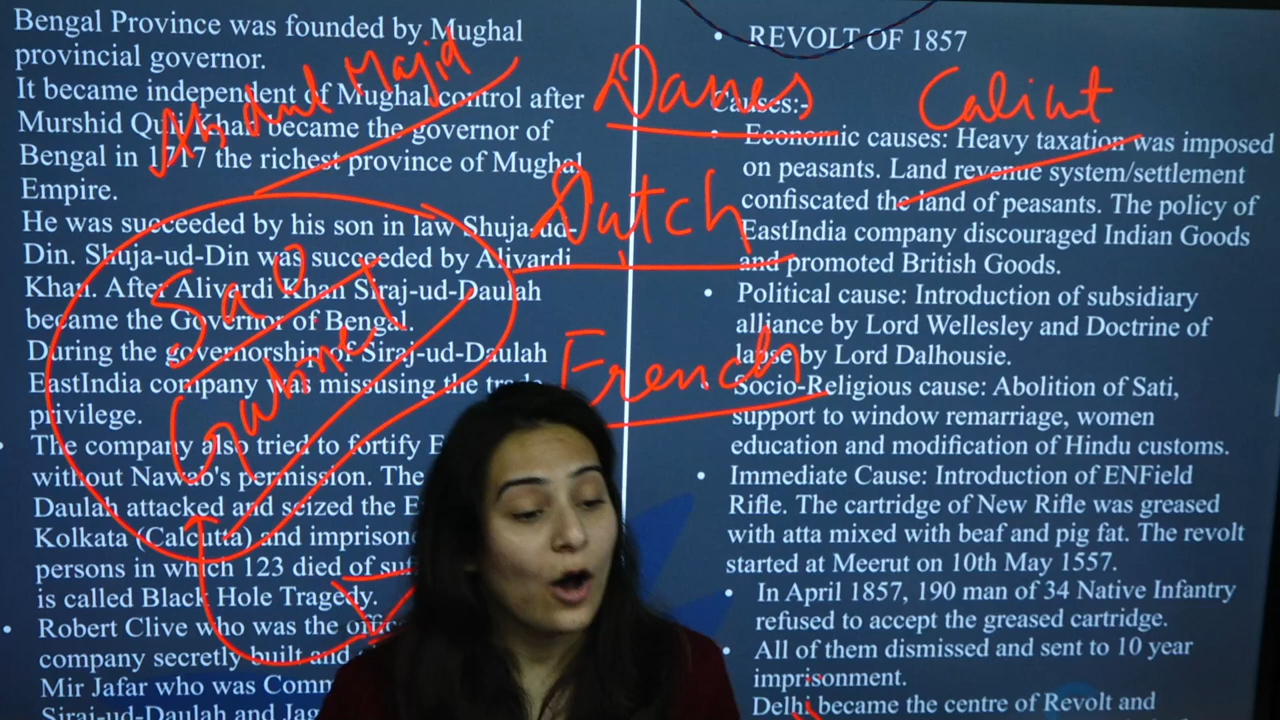 Bengal Province was founded by Mughal
provincial governor.
It became independent of Mughal control after
Murshid Quli Khan became the governor of
Bengal in 1717 the richest province of Mughal
Empire.
He was succeeded by his son in law Shuja-ud-
Din. Shuja-ud-Din was succeeded by Alivardi
Khan. After Alivardi Khan Siraj-ud-Daulah
became the Governor of Bengal.
During the governorship of Siraj-ud-Daulah
EastIndia company was missusing the trade
privilege.
The company also tried to fortify
without Nawab's permission. The
Daulah attacked and seized the
Kolkata (Calcutta) and imprison
persons in which 123 died of suf
is called Black Hole Tragedy.
• Robert Clive who was the offic
company secretly built and
Mir Jafar who was Comm
Siraj-ud-Daulah and Jag
Abdul Majid
Sal
Gabriel
Danes
Dutch
French
• REVOLT OF 1857
Causes:-
Calicut
• Economic causes: Heavy taxation was imposed
on peasants. Land revenue system/settlement
confiscated the land of peasants. The policy of
EastIndia company discouraged Indian Goods
and promoted British Goods.
• Political cause: Introduction of subsidiary
alliance by Lord Wellesley and Doctrine of
lapse by Lord Dalhousie.
• Socio-Religious cause: Abolition of Sati,
support to window remarriage, women
education and modification of Hindu customs.
• Immediate Cause: Introduction of ENField
Rifle. The cartridge of New Rifle was greased
with atta mixed with beaf and pig fat. The revolt
started at Meerut on 10th May 1557.
• In April 1857, 190 man of 34 Native Infantry
refused to accept the greased cartridge.
• All of them dismissed and sent to 10 year
imprisonment.
Delhi became the centre of Revolt and